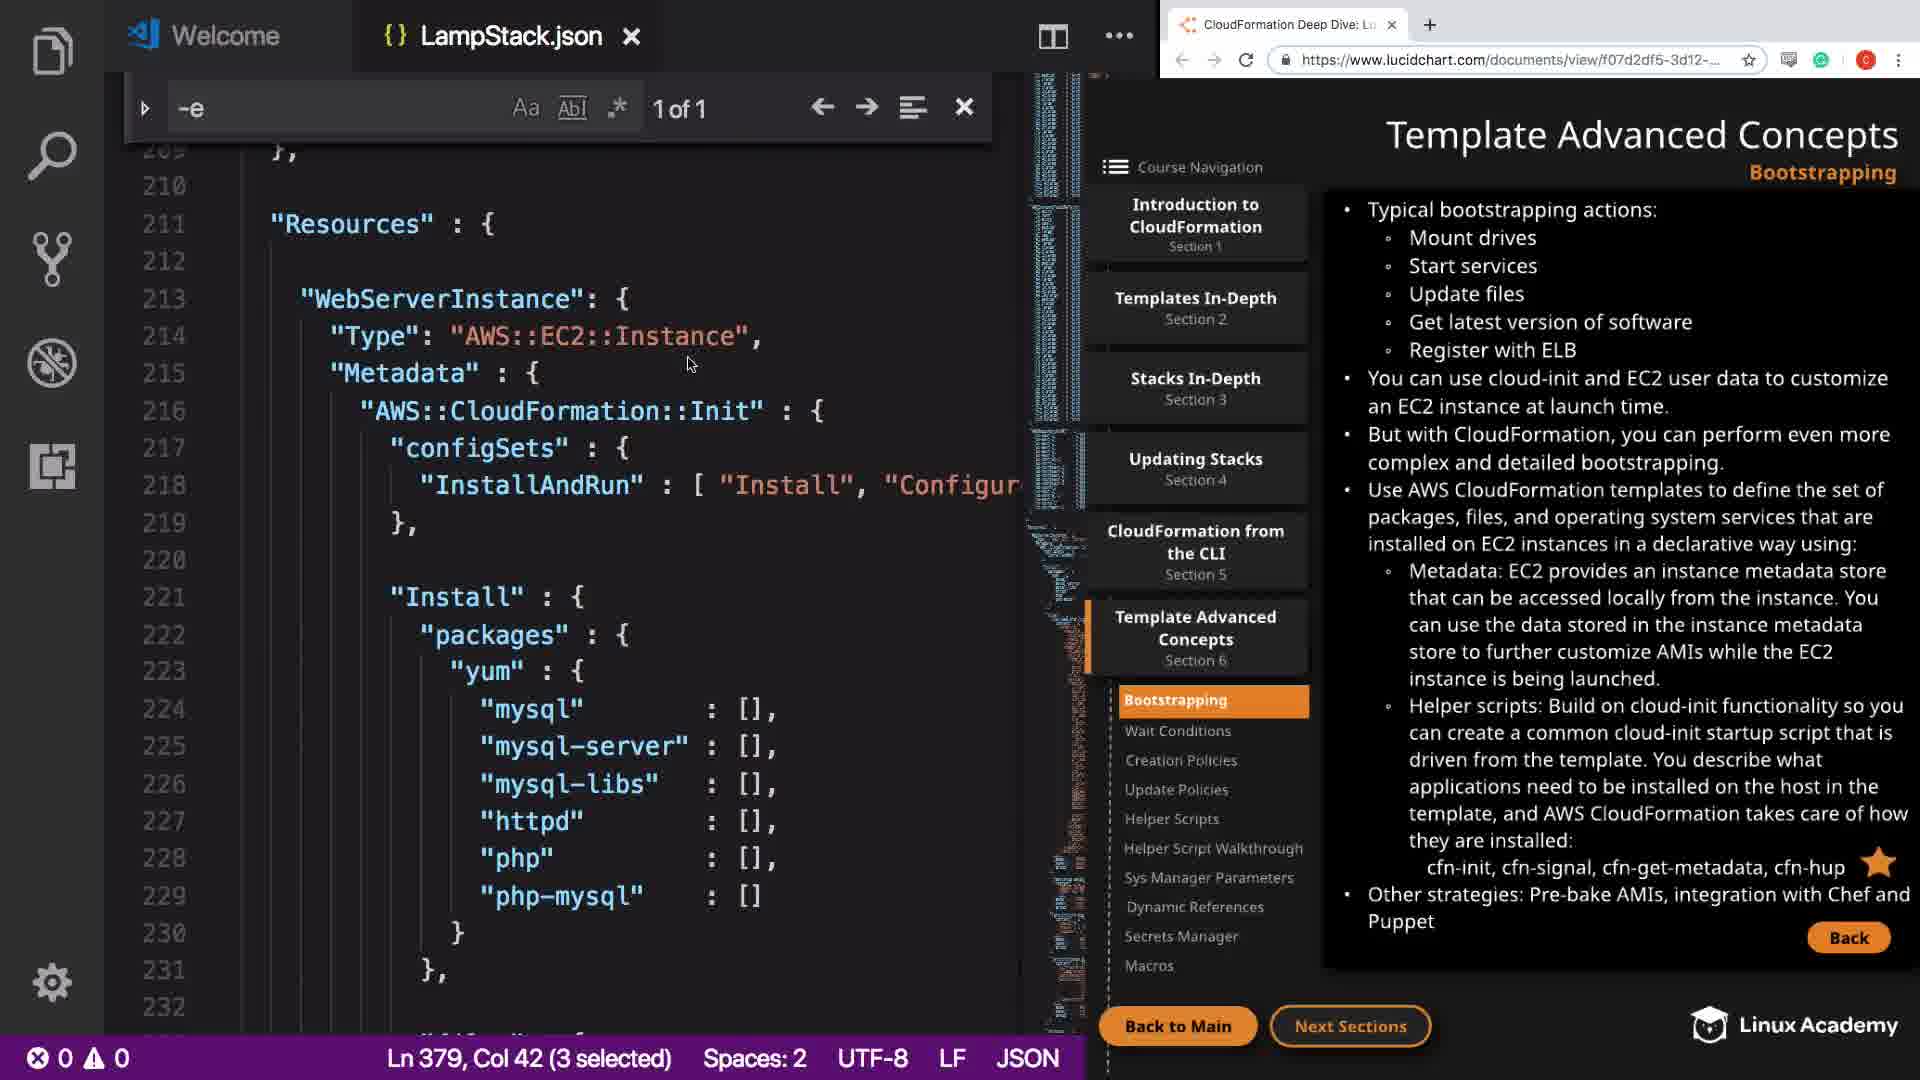 Welcome
{} LampStack.json
-e
Aa Abl .* 1 of 1
209 },
210
211 "Resources" : {
212
213 "WebServerInstance": {
214 "Type": "AWS::EC2::Instance",
215 "Metadata" : {
216 "AWS::CloudFormation::Init" : {
217 "configSets" : {
218 "InstallAndRun" : [ "Install", "Configur
219 },
220
221 "Install" : {
222 "packages" : {
223 "yum" : {
224 "mysql" : [],
225 "mysql-server" : [],
226 "mysql-libs" : [],
227 "httpd" : [],
228 "php" : [],
229 "php-mysql" : []
230 }
231 },
232
0 0
Ln 379, Col 42 (3 selected) Spaces: 2 UTF-8 LF JSON
CloudFormation Deep Dive: Lu
https://www.lucidchart.com/documents/view/f07d2df5-3d12-...
C
Template Advanced Concepts
Bootstrapping
Course Navigation
Introduction to
CloudFormation
Section 1
Templates In-Depth
Section 2
Stacks In-Depth
Section 3
Updating Stacks
Section 4
CloudFormation from
the CLI
Section 5
Template Advanced
Concepts
Section 6
Bootstrapping
Wait Conditions
Creation Policies
Update Policies
Helper Scripts
Helper Script Walkthrough
Sys Manager Parameters
Dynamic References
Secrets Manager
Macros
• Typical bootstrapping actions:
◦ Mount drives
◦ Start services
◦ Update files
◦ Get latest version of software
◦ Register with ELB
• You can use cloud-init and EC2 user data to customize
an EC2 instance at launch time.
• But with CloudFormation, you can perform even more
complex and detailed bootstrapping.
• Use AWS CloudFormation templates to define the set of
packages, files, and operating system services that are
installed on EC2 instances in a declarative way using:
◦ Metadata: EC2 provides an instance metadata store
that can be accessed locally from the instance. You
can use the data stored in the instance metadata
store to further customize AMIs while the EC2
instance is being launched.
◦ Helper scripts: Build on cloud-init functionality so you
can create a common cloud-init startup script that is
driven from the template. You describe what
applications need to be installed on the host in the
template, and AWS CloudFormation takes care of how
they are installed:
cfn-init, cfn-signal, cfn-get-metadata, cfn-hup
• Other strategies: Pre-bake AMIs, integration with Chef and
Puppet
Back
Back to Main
Next Sections
Linux Academy